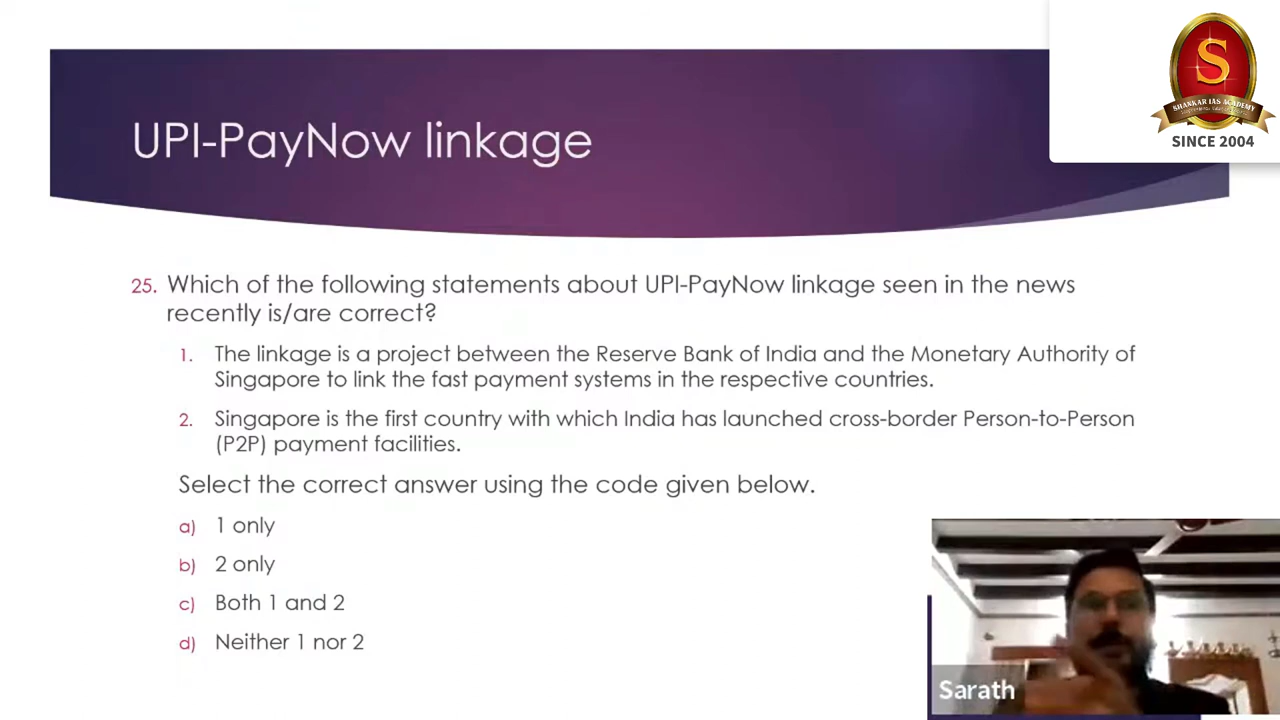 S
SHANKAR IAS ACADEMY
SINCE 2004
UPI-PayNow linkage
25. Which of the following statements about UPI-PayNow linkage seen in the news
recently is/are correct?
1. The linkage is a project between the Reserve Bank of India and the Monetary Authority of
Singapore to link the fast payment systems in the respective countries.
2. Singapore is the first country with which India has launched cross-border Person-to-Person
(P2P) payment facilities.
Select the correct answer using the code given below.
a) 1 only
b) 2 only
c) Both 1 and 2
d) Neither 1 nor 2
Sarath